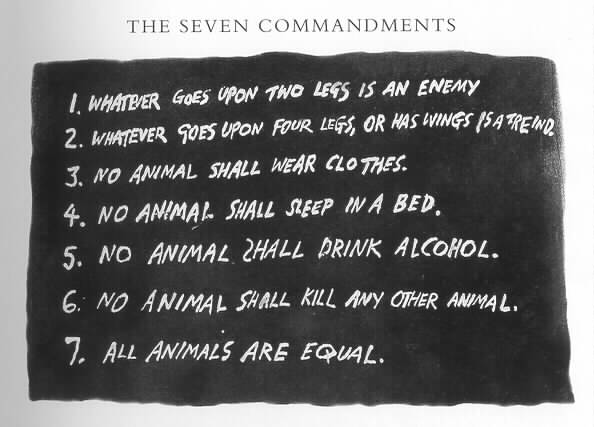 THE SEVEN COMMANDMENTS
1. WHATEVER GOES UPON TWO LEGS IS AN ENEMY
2. WHATEVER GOES UPON FOUR LEGS, OR HAS WINGS IS A FREIND.
3. NO ANIMAL SHALL WEAR CLOTHES.
4. NO ANIMAL SHALL SLEEP IN A BED.
5. NO ANIMAL SHALL DRINK ALCOHOL.
6. NO ANIMAL SHALL KILL ANY OTHER ANIMAL.
7. ALL ANIMALS ARE EQUAL.